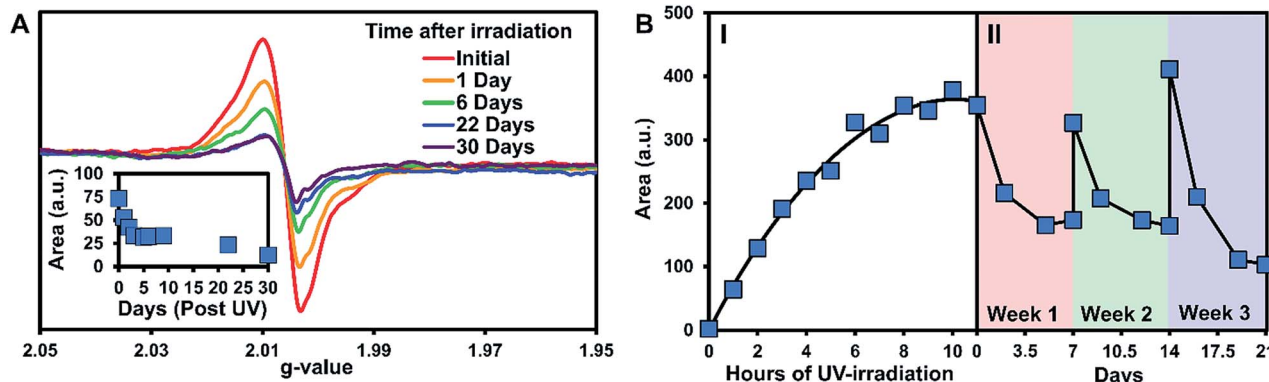 A
Time after irradiation
Initial
1 Day
6 Days
22 Days
30 Days
Area (a.u.)
100
75
50
25
0
0 5 10 15 20 25 30
Days (Post UV)
2.05 2.03 2.01 1.99 1.97 1.95
g-value
B
I
II
Area (a.u.)
500
400
300
200
100
0
Week 1 Week 2 Week 3
0 2 4 6 8 10 0 3.5 7 10.5 14 17.5 21
Hours of UV-irradiation
Days